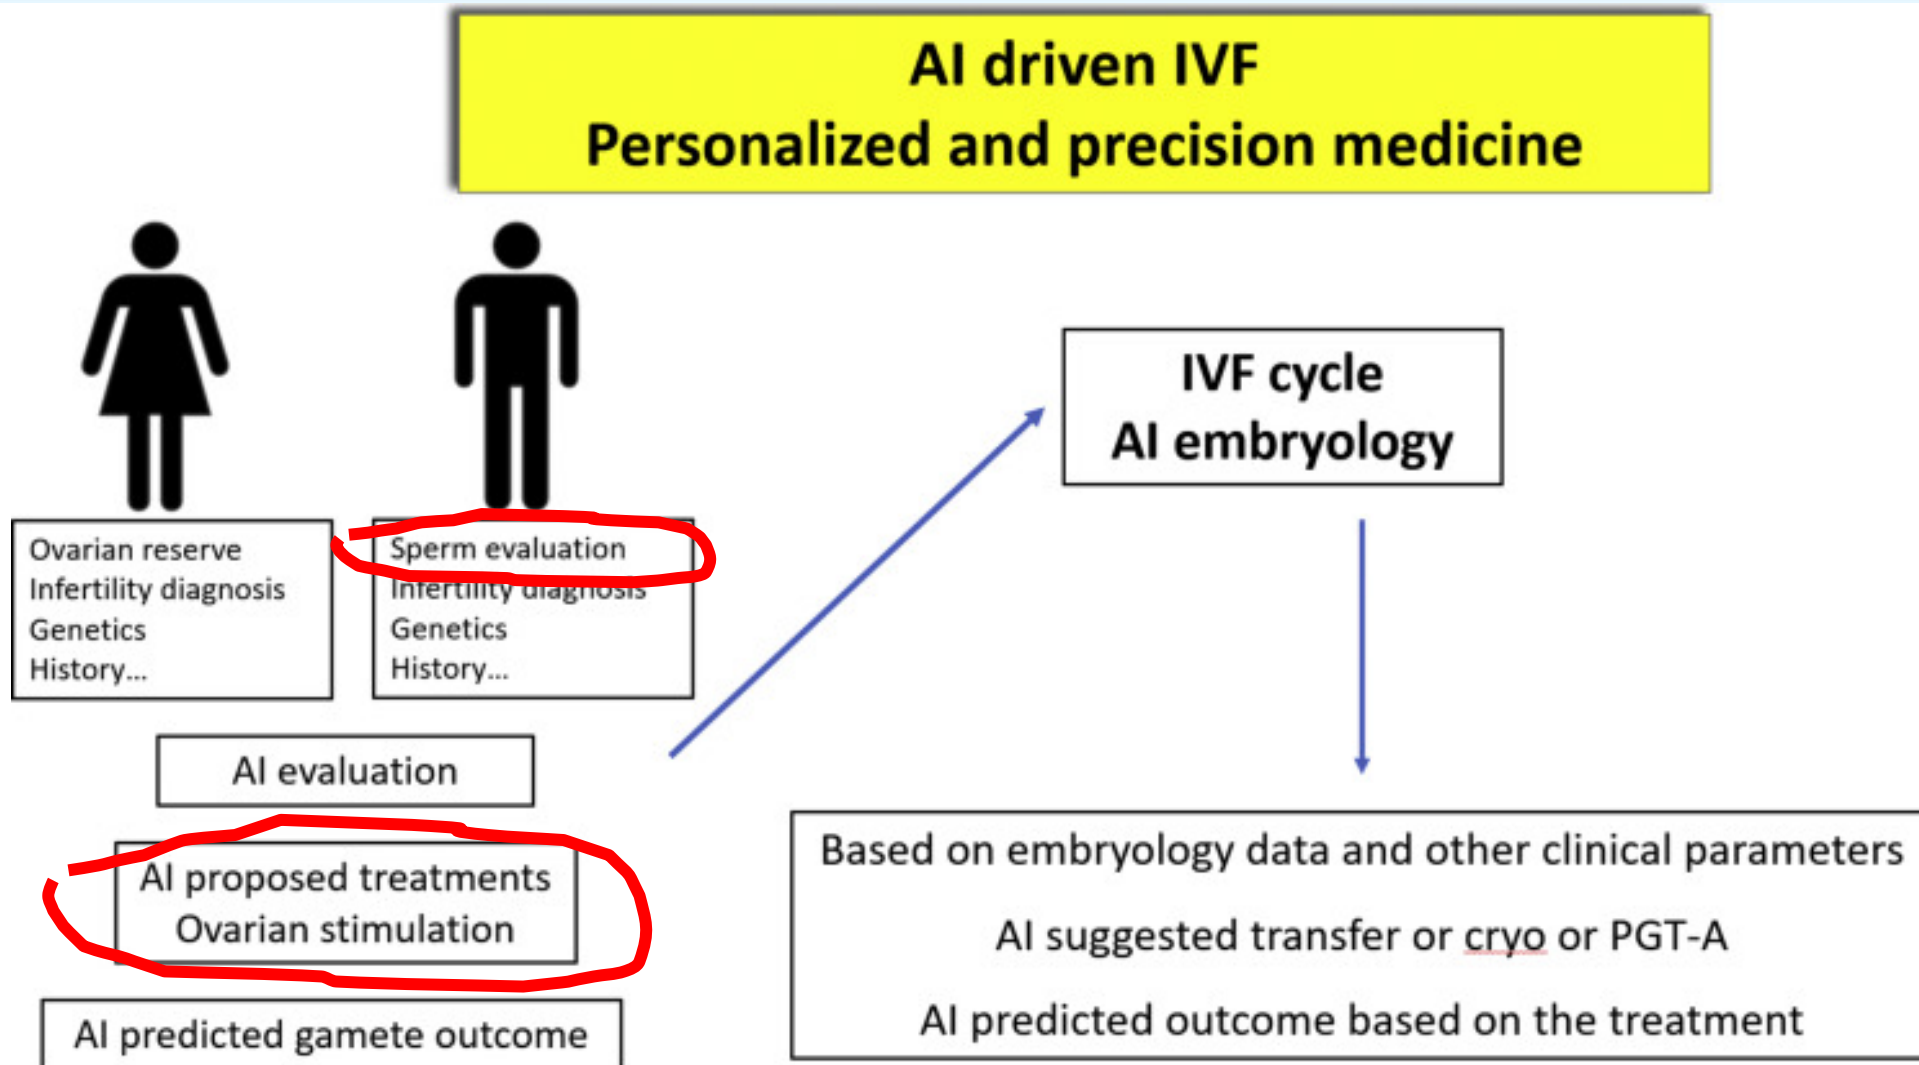 AI driven IVF
Personalized and precision medicine
Ovarian reserve
Infertility diagnosis
Genetics
History...
Sperm evaluation
Infertility diagnosis
Genetics
History...
AI evaluation
AI proposed treatments
Ovarian stimulation
AI predicted gamete outcome
IVF cycle
AI embryology
Based on embryology data and other clinical parameters
AI suggested transfer or cryo or PGT-A
AI predicted outcome based on the treatment